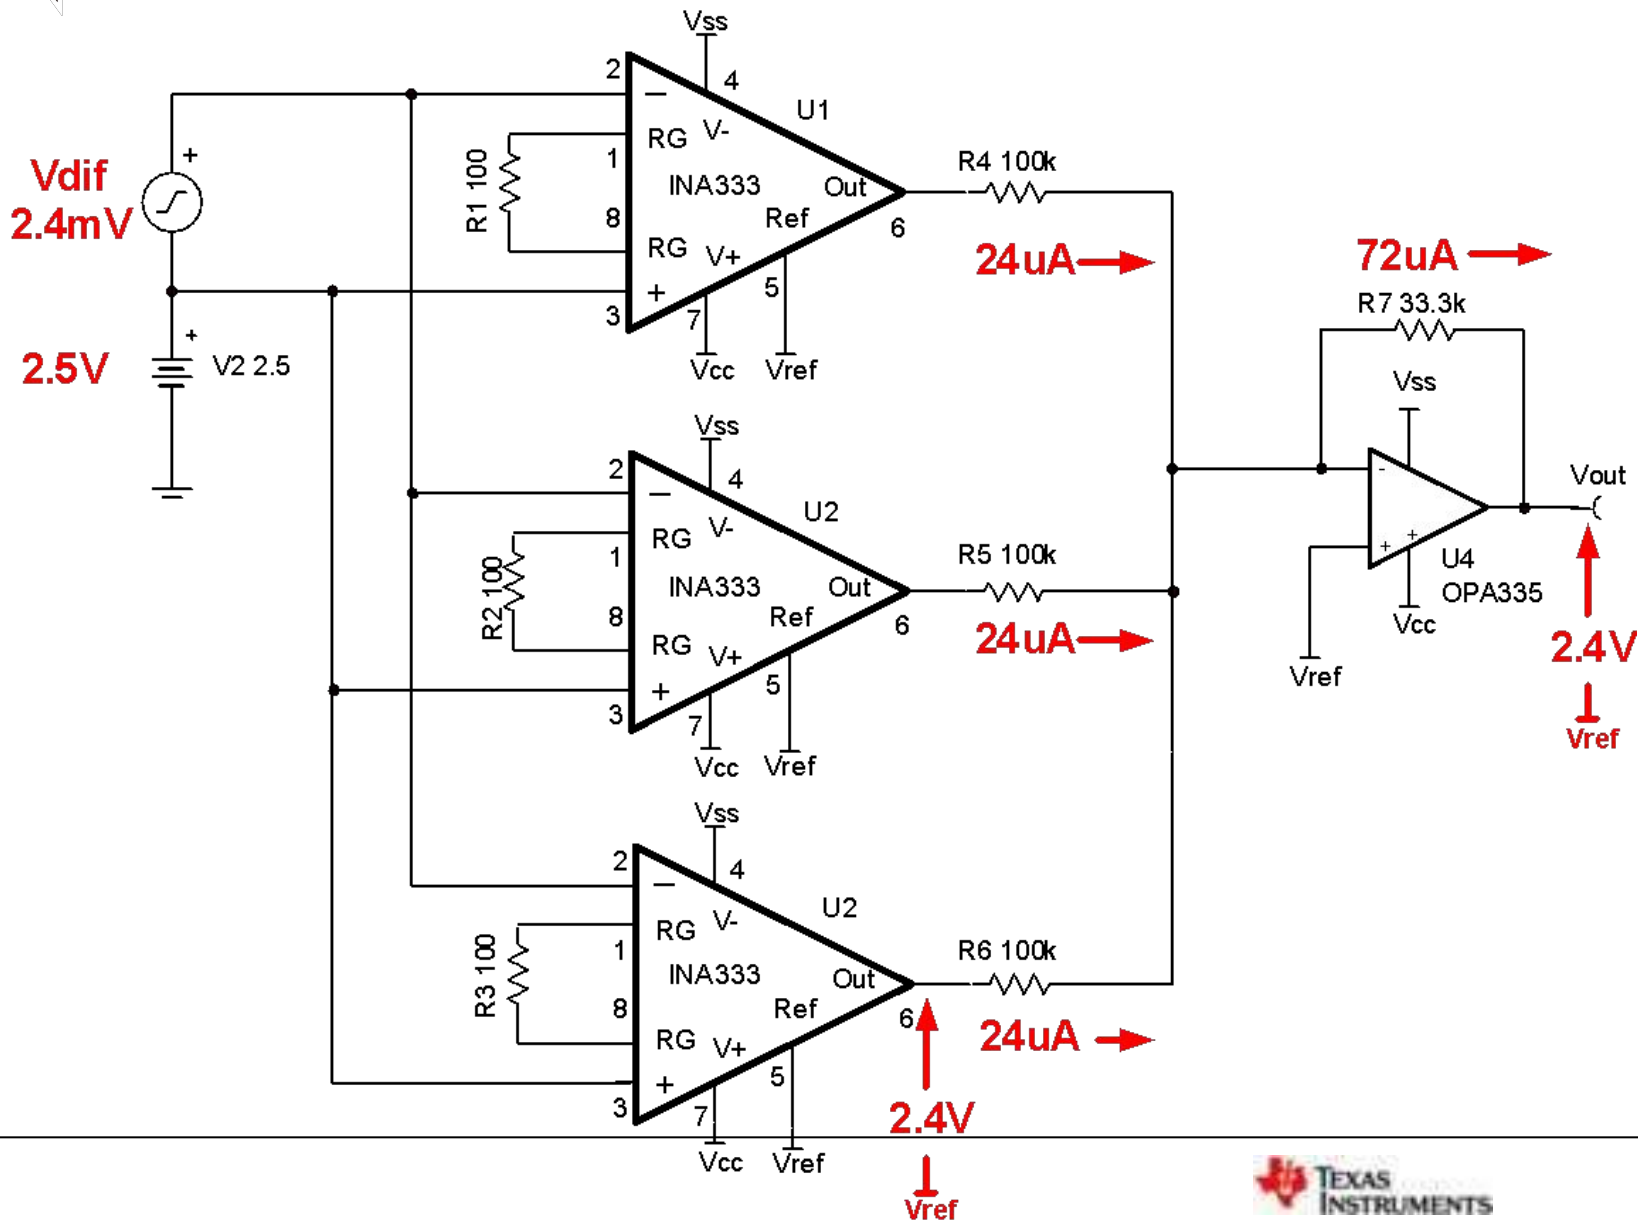 Vss
2
4
U1
−
V-
RG
1
R1 100
INA333
Out
R4 100k
8
Ref
6
RG
V+
5
+
3
7
Vcc
Vref
Vdif
2.4mV
+
+
2.5V
V2 2.5
24uA
72uA
R7 33.3k
Vss
-
+
+
Vout
U4
OPA335
Vcc
Vref
2.4V
Vref
Vss
2
4
U2
−
V-
RG
1
R2 100
INA333
Out
R5 100k
8
Ref
6
RG
V+
24uA
5
+
3
7
Vcc
Vref
Vss
2
4
U2
−
V-
RG
1
R3 100
INA333
Out
R6 100k
8
Ref
6
RG
V+
24uA
5
+
3
7
2.4V
Vcc
Vref
Vref
TEXAS
INSTRUMENTS